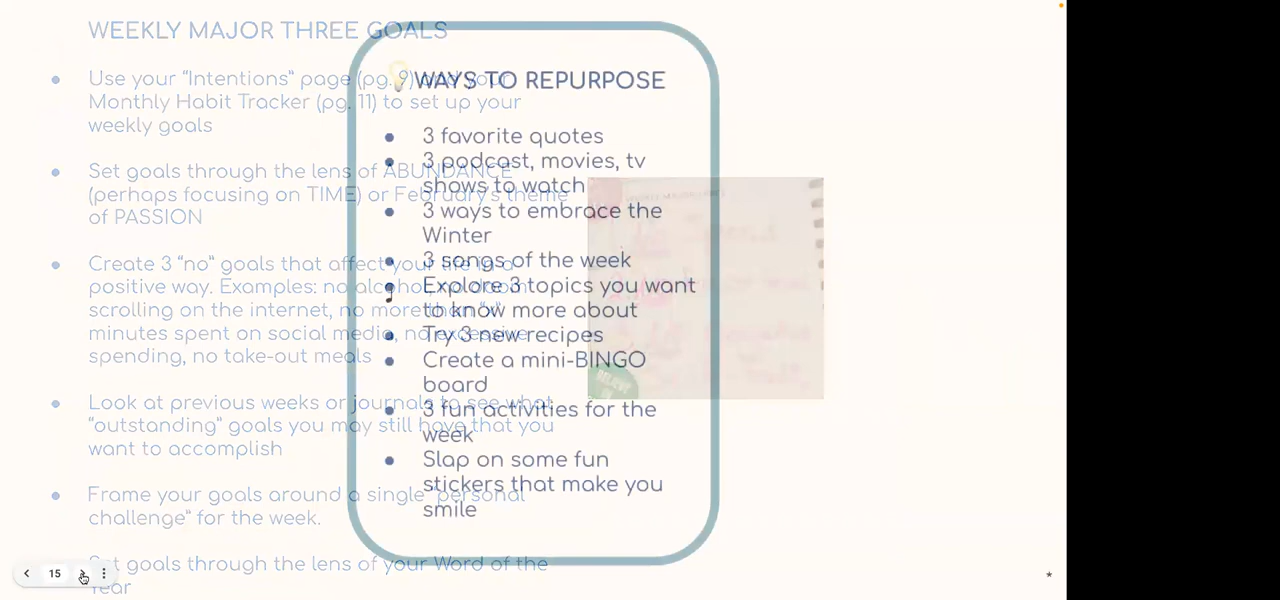 WEEKLY MAJOR THREE GOALS
Use your “Intentions” page (pg. 9) and your
Monthly Habit Tracker (pg. 11) to set up your
weekly goals
Set goals through the lens of ABUNDANCE
(perhaps focusing on TIME) or February's theme
of PASSION
Create 3 “no” goals that affect your life in a
positive way. Examples: no alcohol, no doom
scrolling on the internet, no more than “x”
minutes spent on social media, no excessive
spending, no take-out meals
Look at previous weeks or journals to see what
“outstanding” goals you may still have that you
want to accomplish
Frame your goals around a single “personal
challenge” for the week.
Set goals through the lens of your Word of the
Year
WAYS TO REPURPOSE
3 favorite quotes
3 podcast, movies, tv
shows to watch
3 ways to embrace the
Winter
3 songs of the week
Explore 3 topics you want
to know more about
Try 3 new recipes
Create a mini-BINGO
board
3 fun activities for the
week
Slap on some fun
stickers that make you
smile
BELIEVE
15
*